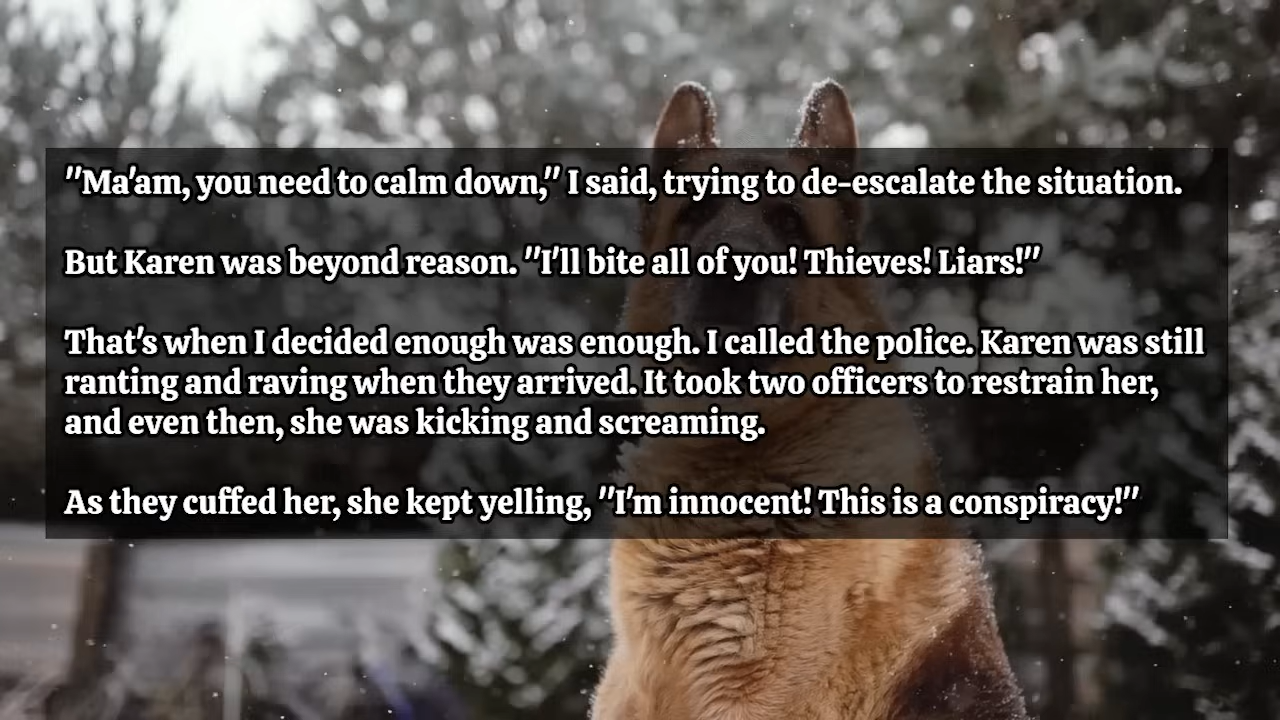 "Ma'am, you need to calm down," I said, trying to de-escalate the situation.
But Karen was beyond reason. "I'll bite all of you! Thieves! Liars!"
That's when I decided enough was enough. I called the police. Karen was still
ranting and raving when they arrived. It took two officers to restrain her,
and even then, she was kicking and screaming.
As they cuffed her, she kept yelling, "I'm innocent! This is a conspiracy!"